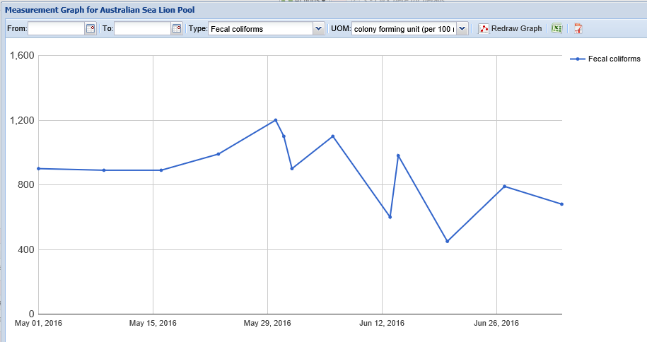 Measurement Graph for Australian Sea Lion Pool
From: To: Type: Fecal coliforms UOM: colony forming unit (per 100 Redraw Graph
1,600
Fecal coliforms
1,200
800
400
0
May 01, 2016 May 15, 2016 May 29, 2016 Jun 12, 2016 Jun 26, 2016